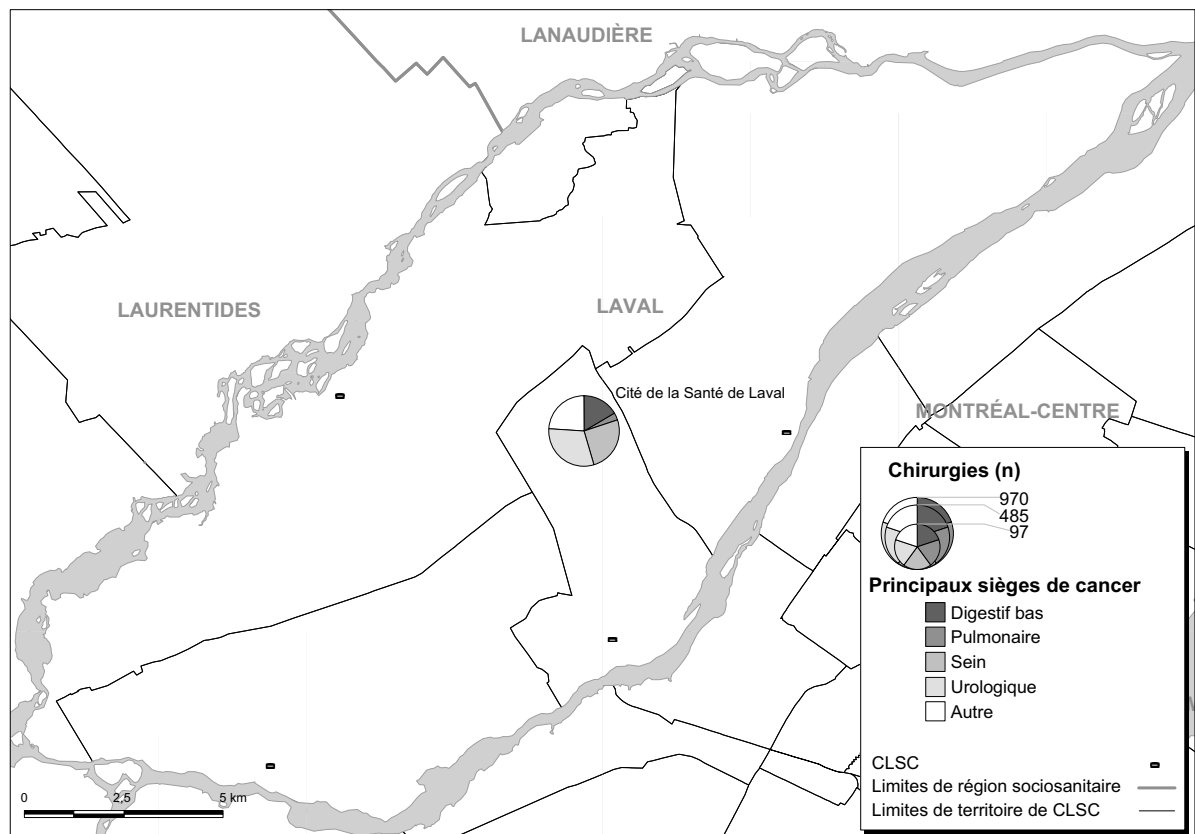 LANAUDIÈRE
LAURENTIDES
LAVAL
Cité de la Santé de Laval
MONTRÉAL-CENTRE
Chirurgies (n)
970
485
97
Principaux sièges de cancer
Digestif bas
Pulmonaire
Sein
Urologique
Autre
CLSC
Limites de région sociosanitaire
Limites de territoire de CLSC
0 2,5 5 km